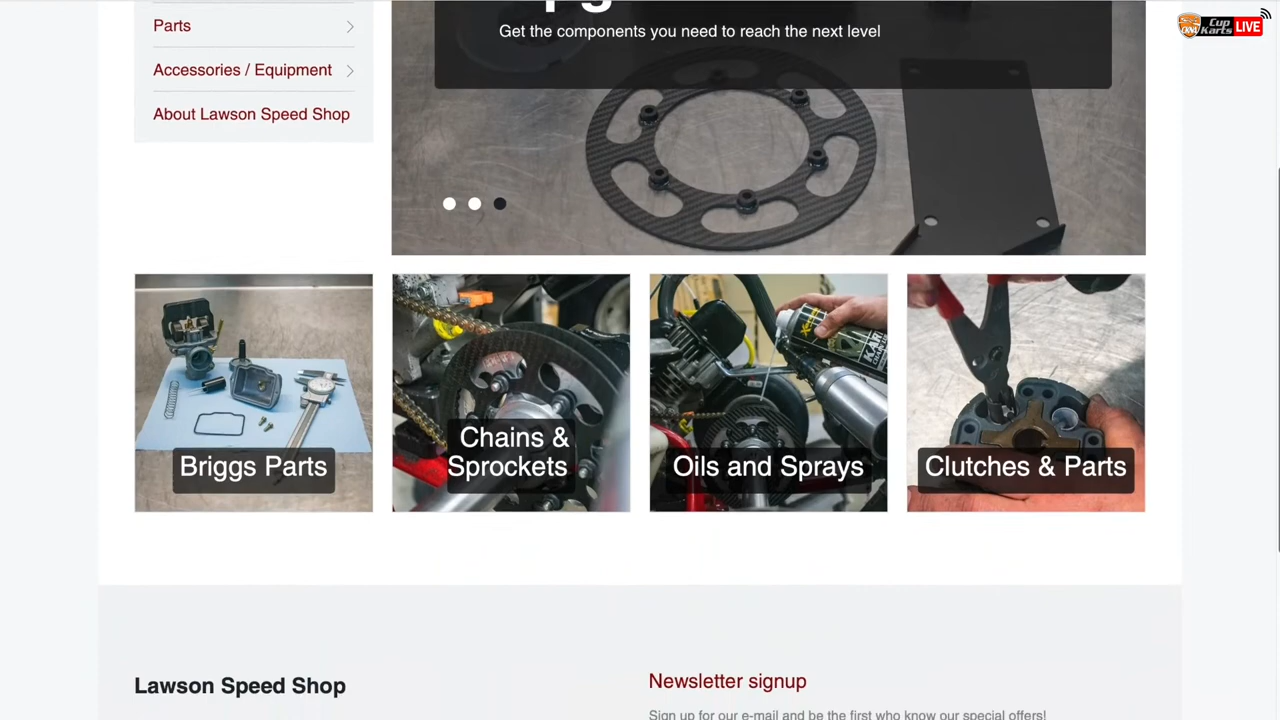 Cup
CKNA Karts LIVE
Parts
Accessories / Equipment
About Lawson Speed Shop
Get the components you need to reach the next level
KART
Briggs Parts
Chains &
Sprockets
Oils and Sprays
Clutches & Parts
Lawson Speed Shop
Newsletter signup
Sign up for our e-mail and be the first who know our special offers!